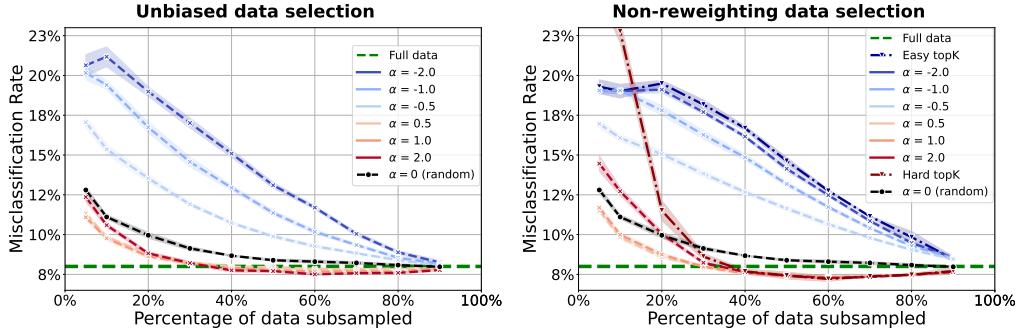 Unbiased data selection
23%
20%
18%
15%
12%
10%
8%
Misclassification Rate
Full data
α = -2.0
α = -1.0
α = -0.5
α = 0.5
α = 1.0
α = 2.0
α = 0 (random)
0%
20%
40%
60%
80%
100%
Percentage of data subsampled
Non-reweighting data selection
23%
20%
18%
15%
12%
10%
8%
Misclassification Rate
Full data
Easy topK
α = -2.0
α = -1.0
α = -0.5
α = 0.5
α = 1.0
α = 2.0
Hard topK
α = 0 (random)
0%
20%
40%
60%
80%
100%
Percentage of data subsampled